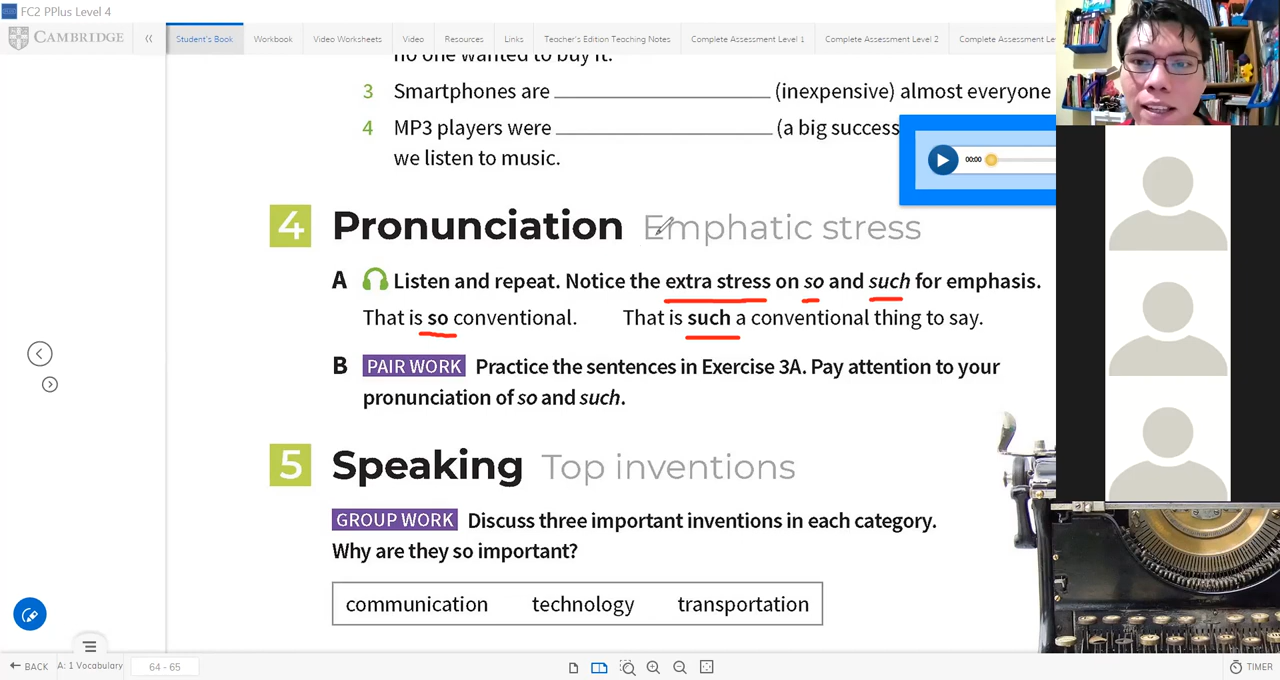 FC2 PPlus Level 4
CAMBRIDGE
Student's Book
Workbook
Video Worksheets
Video
Resources
Links
Teacher's Edition Teaching Notes
Complete Assessment Level 1
Complete Assessment Level 2
Complete Assessment Le
no one wanted to buy it.
3 Smartphones are ____ (inexpensive) almost everyone
4 MP3 players were ____ (a big success
we listen to music.
00:00
4 Pronunciation Emphatic stress
A Listen and repeat. Notice the extra stress on so and such for emphasis.
That is so conventional. That is such a conventional thing to say.
B PAIR WORK Practice the sentences in Exercise 3A. Pay attention to your
pronunciation of so and such.
5 Speaking Top inventions
GROUP WORK Discuss three important inventions in each category.
Why are they so important?
communication technology transportation
BACK
A: 1 Vocabulary
64 - 65
TIMER